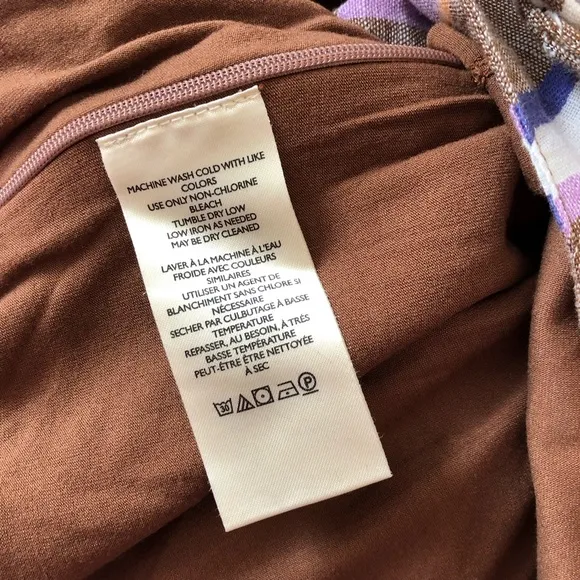 MACHINE WASH COLD WITH LIKE
COLORS
USE ONLY NON-CHLORINE
BLEACH
TUMBLE DRY LOW
LOW IRON AS NEEDED
MAY BE DRY CLEANED
LAVER À LA MACHINE À L'EAU
FROIDE AVEC COULEURS
SIMILAIRES
UTILISER UN AGENT DE
BLANCHIMENT SANS CHLORE SI
NÉCESSAIRE
SECHER PAR CULBUTAGE À BASSE
TEMPERATURE
REPASSER, AU BESOIN, À TRÈS
BASSE TEMPÉRATURE
PEUT-ÊTRE ÊTRE NETTOYÉE
À SEC
30 P